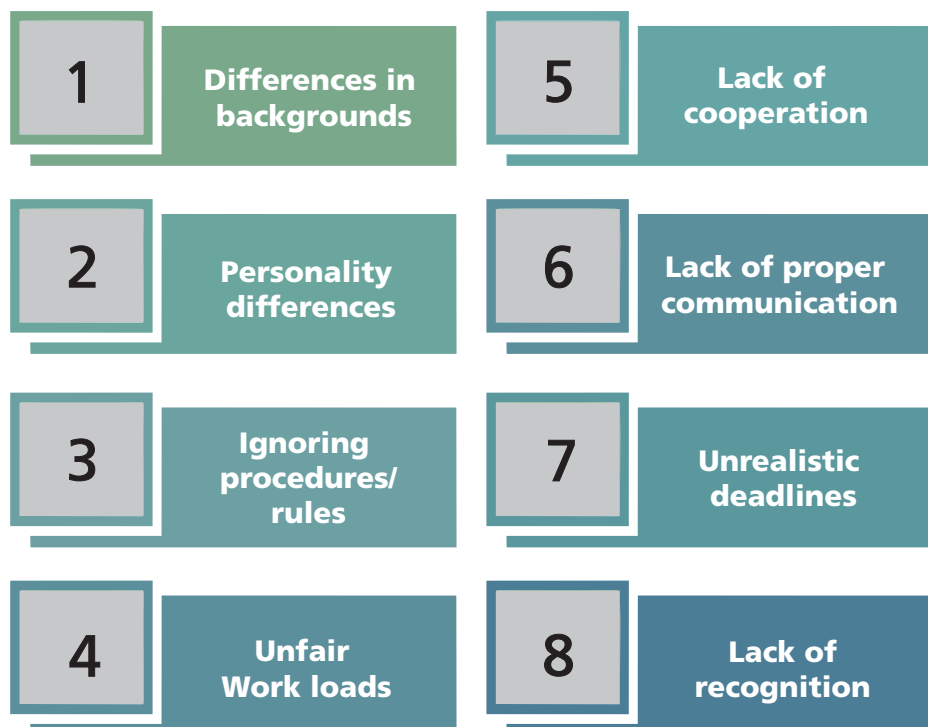 1
Differences in
backgrounds
2
Personality
differences
3
Ignoring
procedures/
rules
4
Unfair
Work loads
5
Lack of
cooperation
6
Lack of proper
communication
7
Unrealistic
deadlines
8
Lack of
recognition